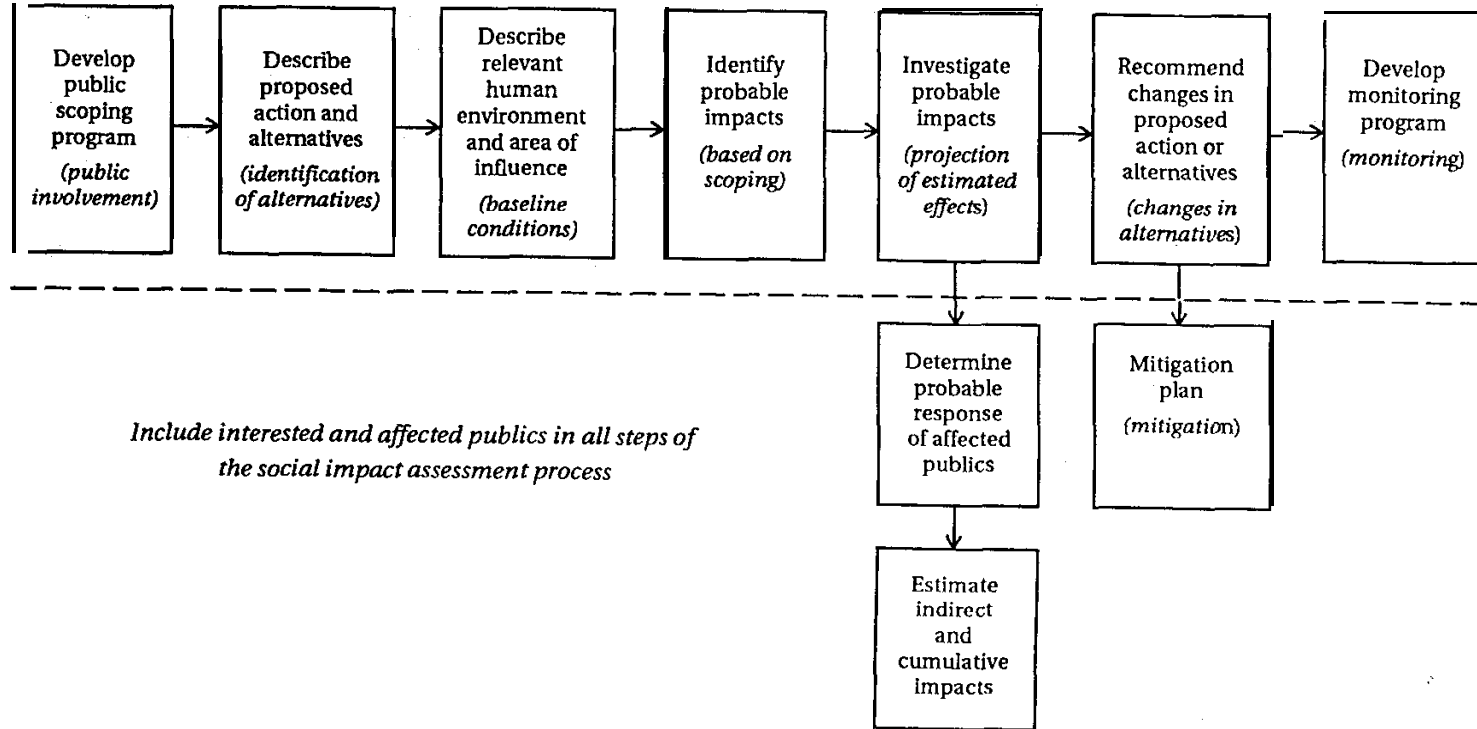 Develop
public
scoping
program
(public
involvement)
Describe
proposed
action and
alternatives
(identification
of alternatives)
Describe
relevant
human
environment
and area of
influence
(baseline
conditions)
Identify
probable
impacts
(based on
scoping)
Investigate
probable
impacts
(projection
of estimated
effects)
Recommend
changes in
proposed
action or
alternatives
(changes in
alternatives)
Develop
monitoring
program
(monitoring)
Determine
probable
response
of affected
publics
Mitigation
plan
(mitigation)
Include interested and affected publics in all steps of
the social impact assessment process
Estimate
indirect
and
cumulative
impacts